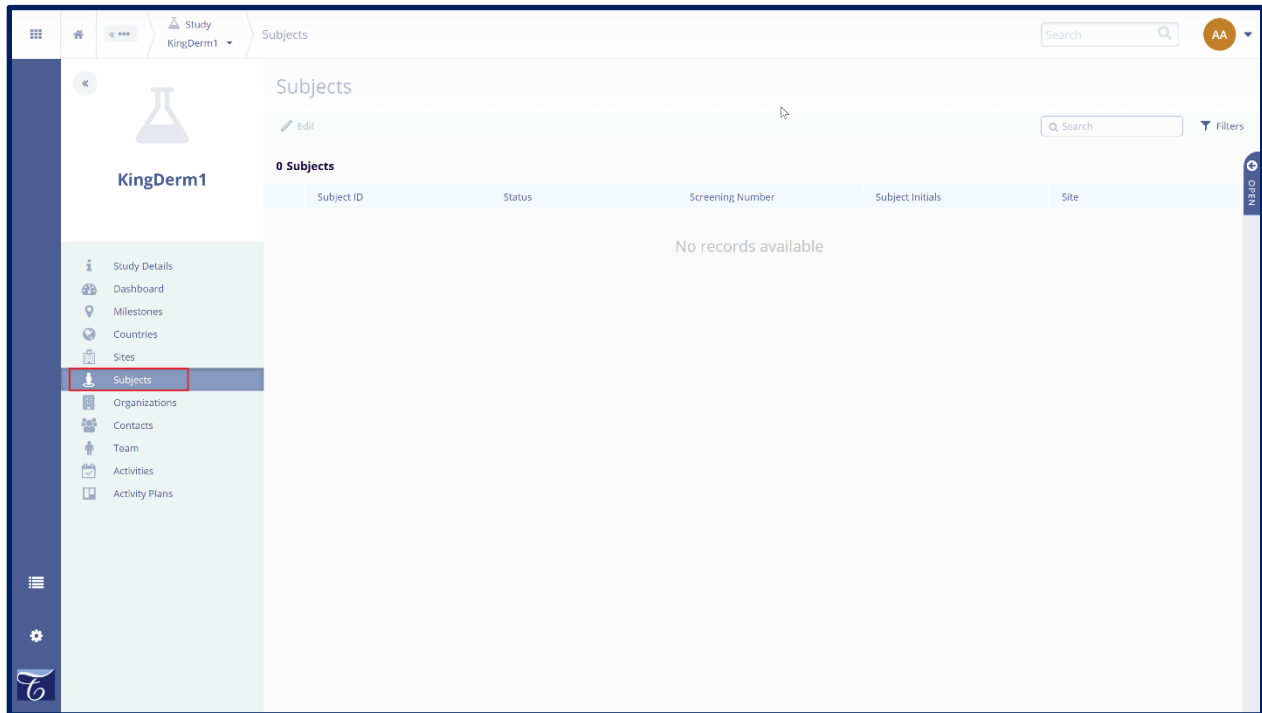 Study
KingDerm1
Subjects
Search
AA
Subjects
Edit
Search
Filters
0 Subjects
OPEN
Subject ID Status Screening Number Subject Initials Site
No records available
KingDerm1
Study Details
Dashboard
Milestones
Countries
Sites
Subjects
Organizations
Contacts
Team
Activities
Activity Plans